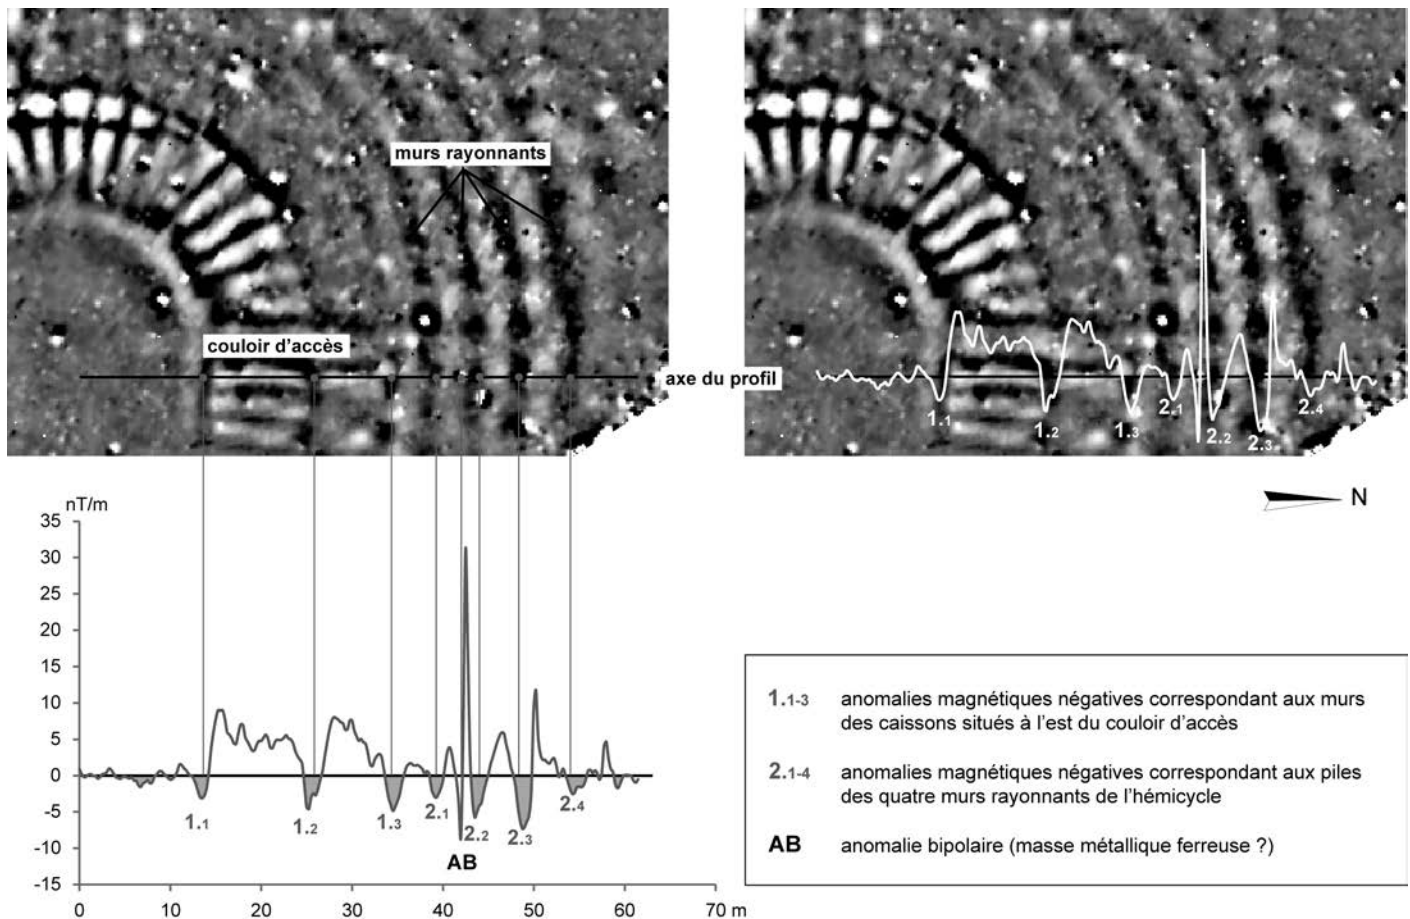 murs rayonnants
couloir d'accès
axe du profil
1.1
1.2
1.3
2.1
2.2
2.3
2.4
N
nT/m
35
30
25
20
15
10
5
0
-5
-10
-15
1.1
1.2
1.3
2.1
2.2
2.3
2.4
AB
0
10
20
30
40
50
60
70 m
1.1-3 anomalies magnétiques négatives correspondant aux murs
des caissons situés à l'est du couloir d'accès
2.1-4 anomalies magnétiques négatives correspondant aux piles
des quatre murs rayonnants de l'hémicycle
AB anomalie bipolaire (masse métallique ferreuse ?)